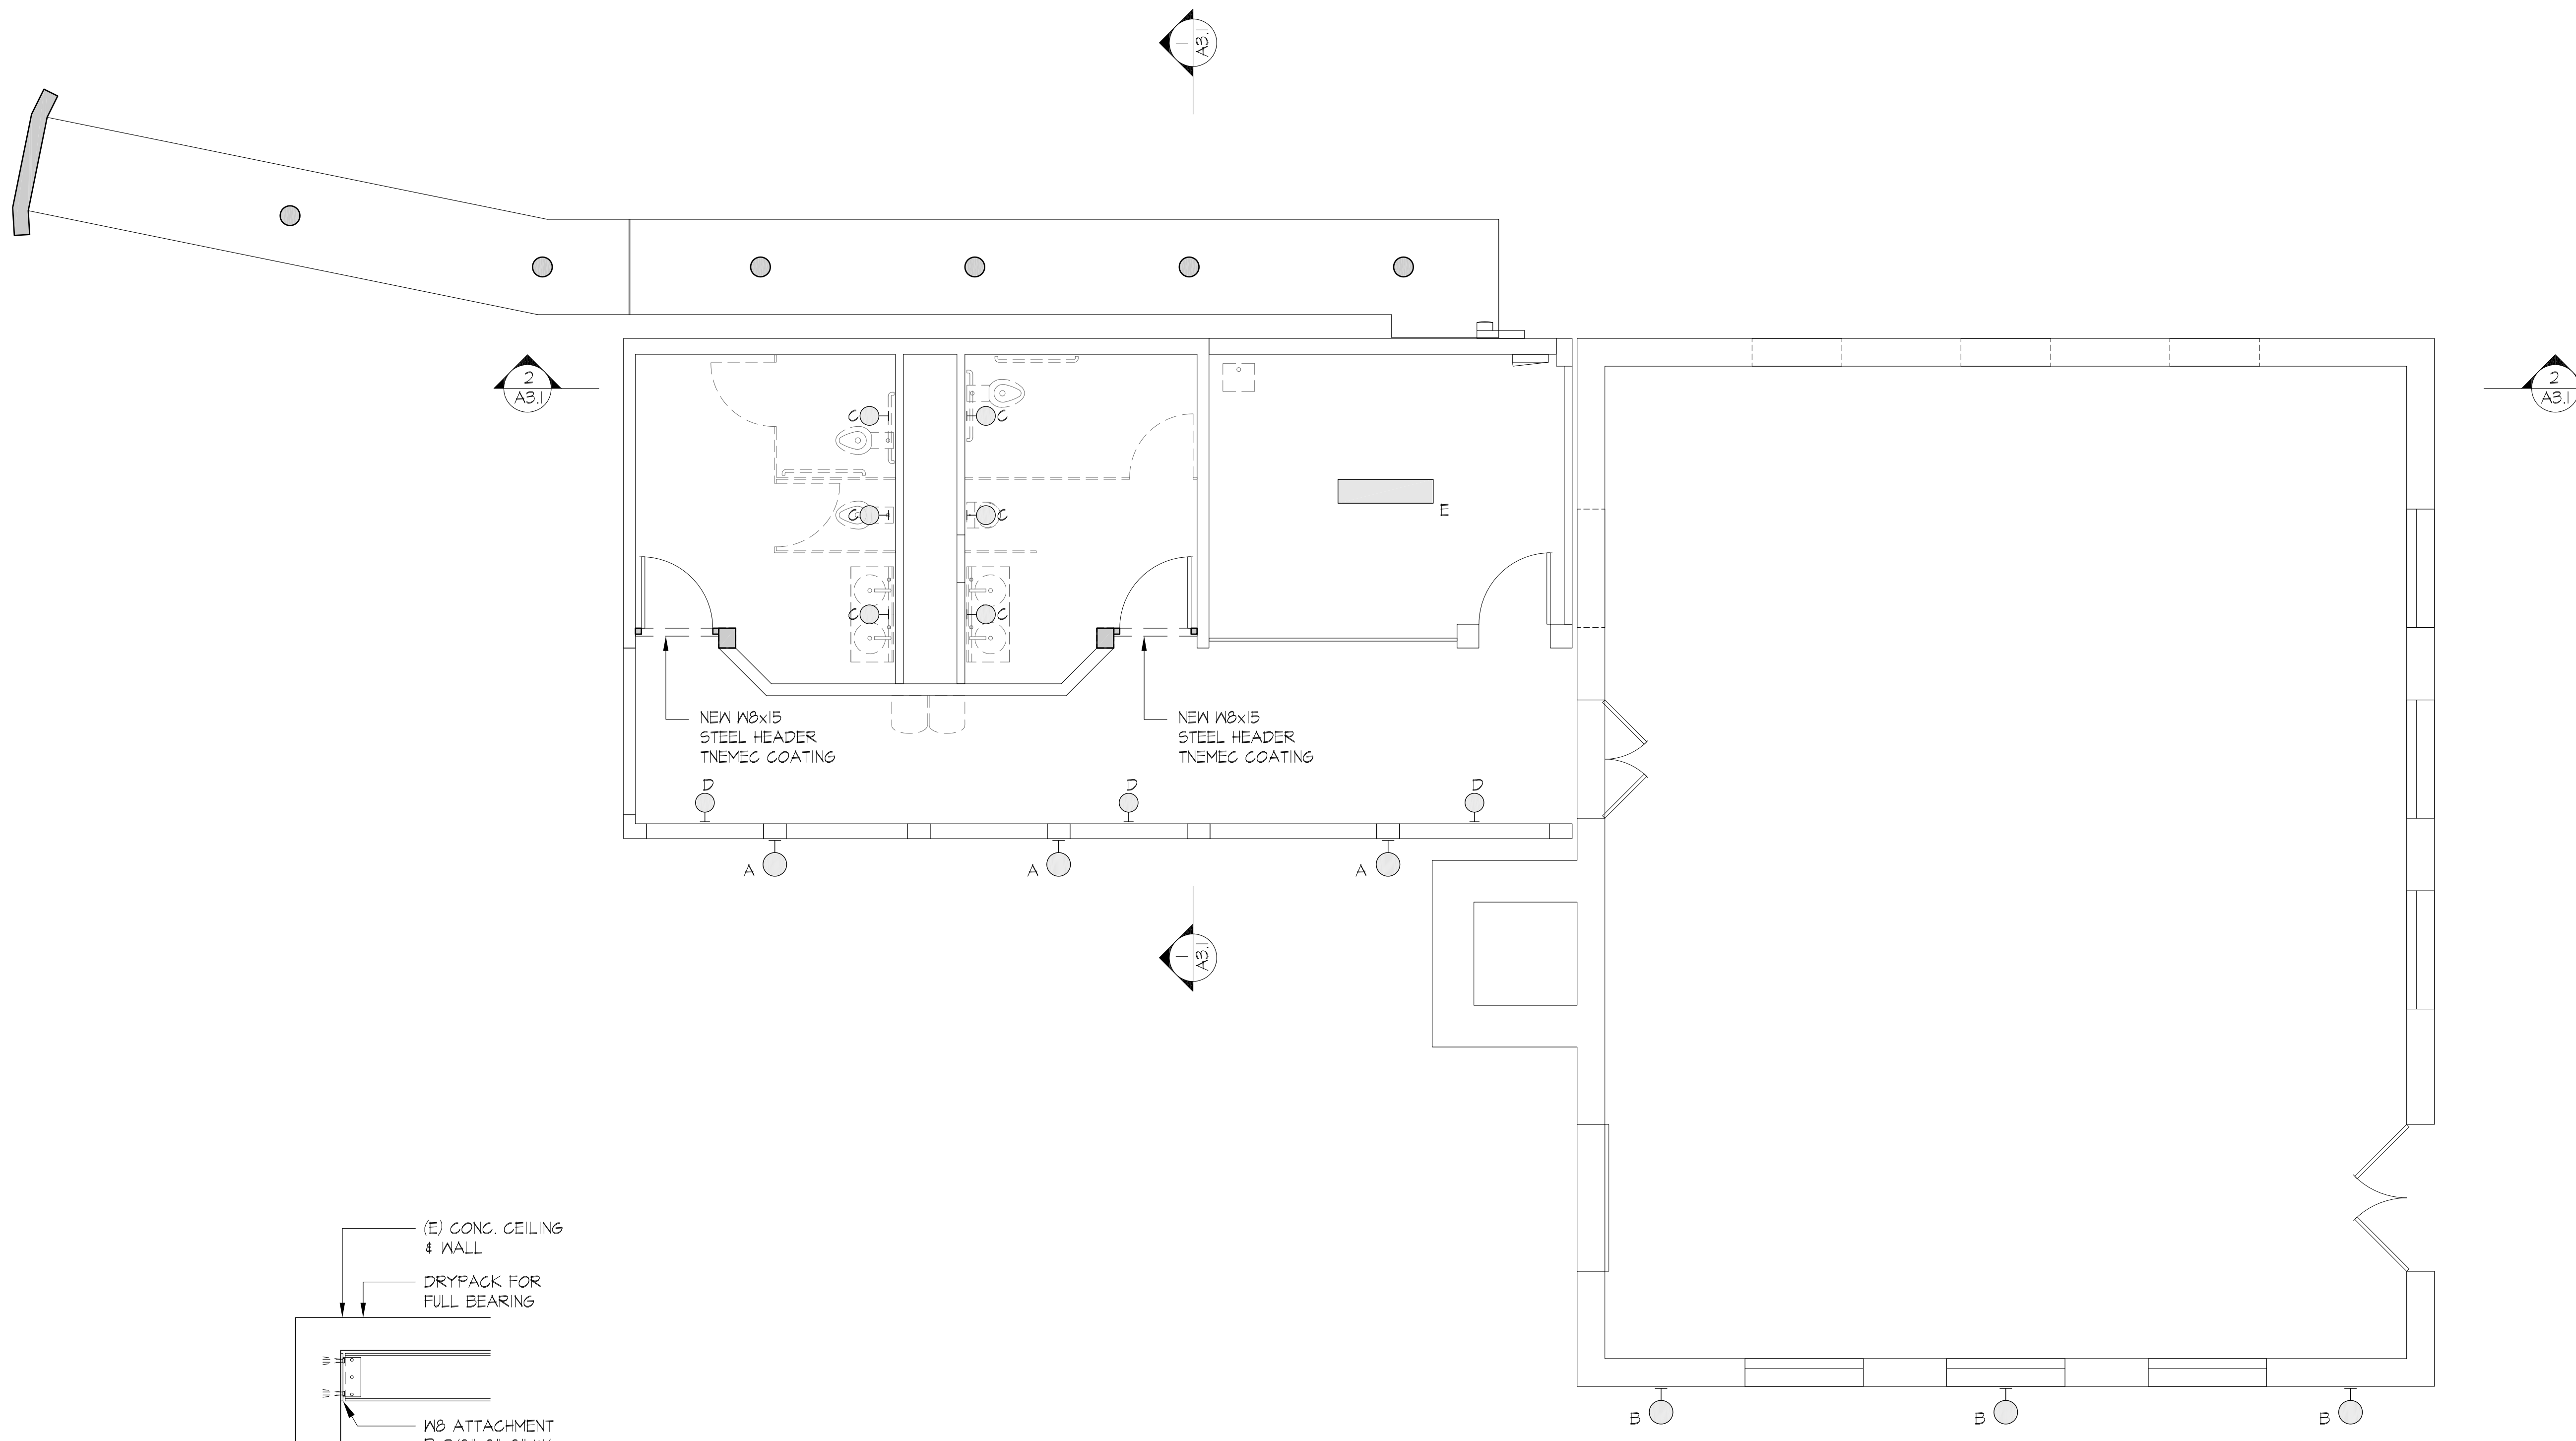 1
A3.1
2
A3.1
2
A3.1
C
C
C
C
E
C
C
NEW W8x15
STEEL HEADER
TNEMEC COATING
NEW W8x15
STEEL HEADER
TNEMEC COATING
D
D
D
A
A
A
1
A3.1
(E) CONC. CEILING
& WALL
DRYPACK FOR
FULL BEARING
W8 ATTACHMENT
B
B
B